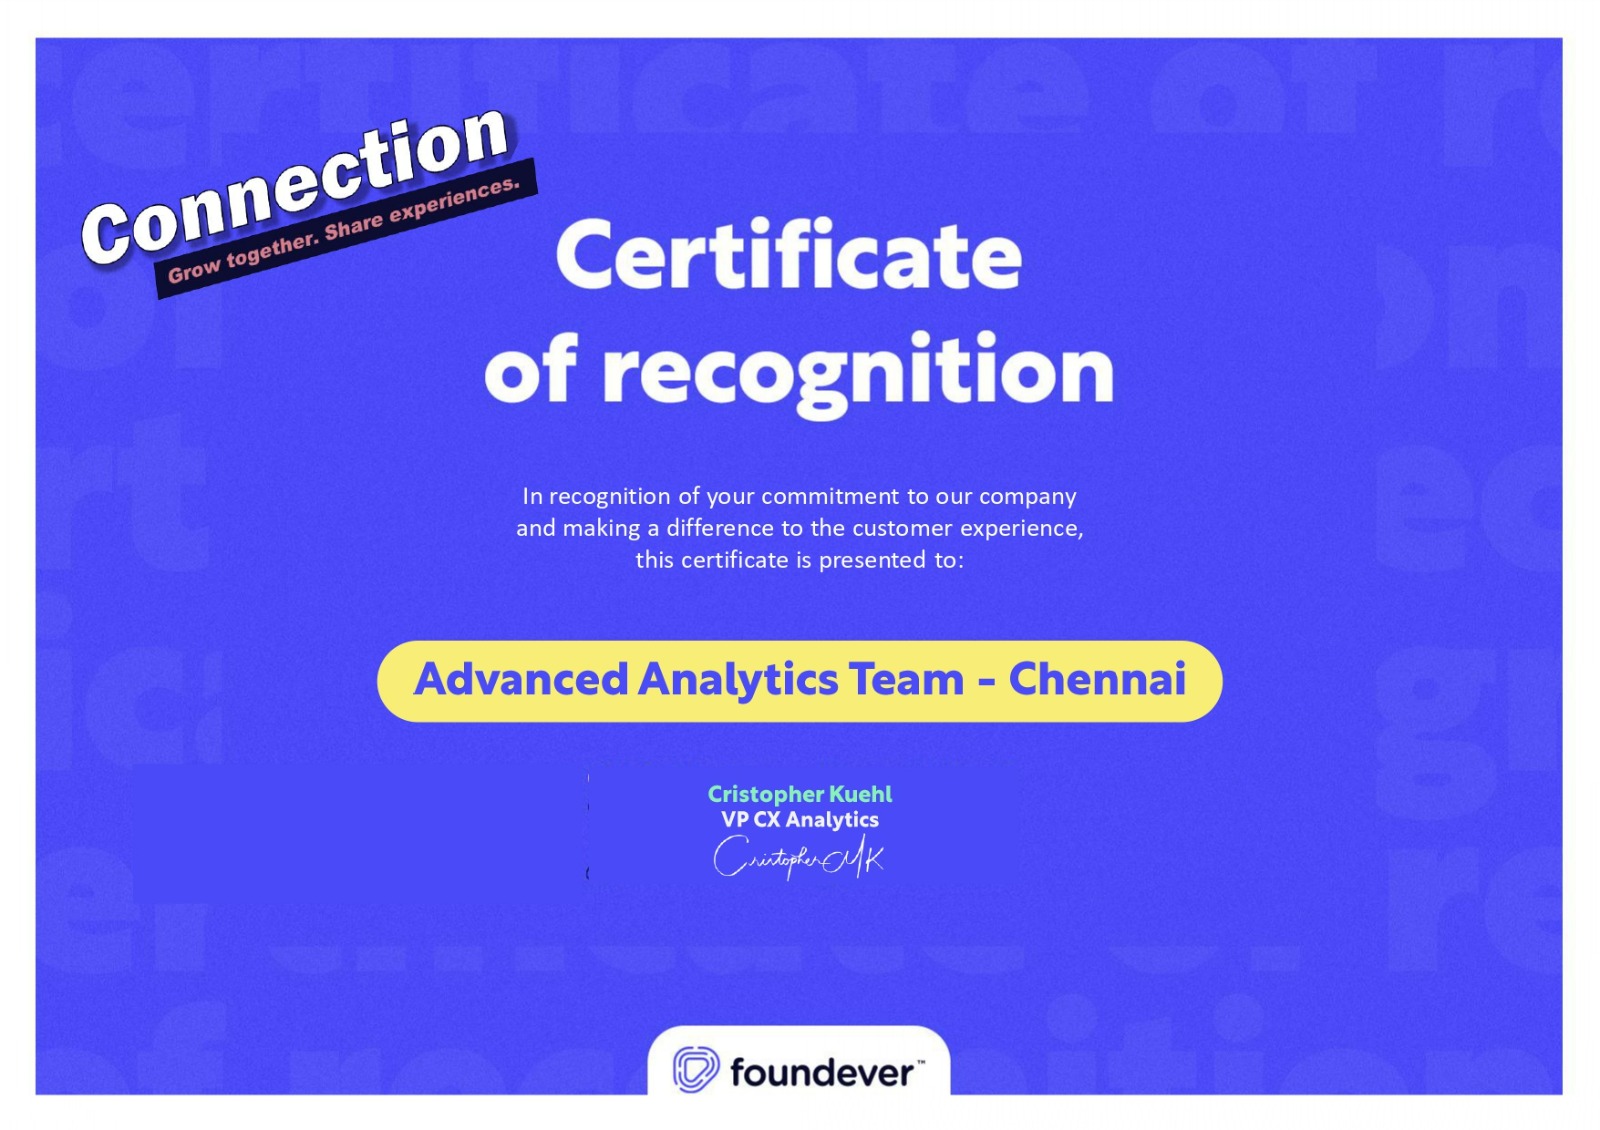 Connection
Grow together. Share experiences.
Certificate
of recognition
In recognition of your commitment to our company
and making a difference to the customer experience,
this certificate is presented to:
Advanced Analytics Team - Chennai
Cristopher Kuehl
VP CX Analytics
Cristopher MK
foundever™